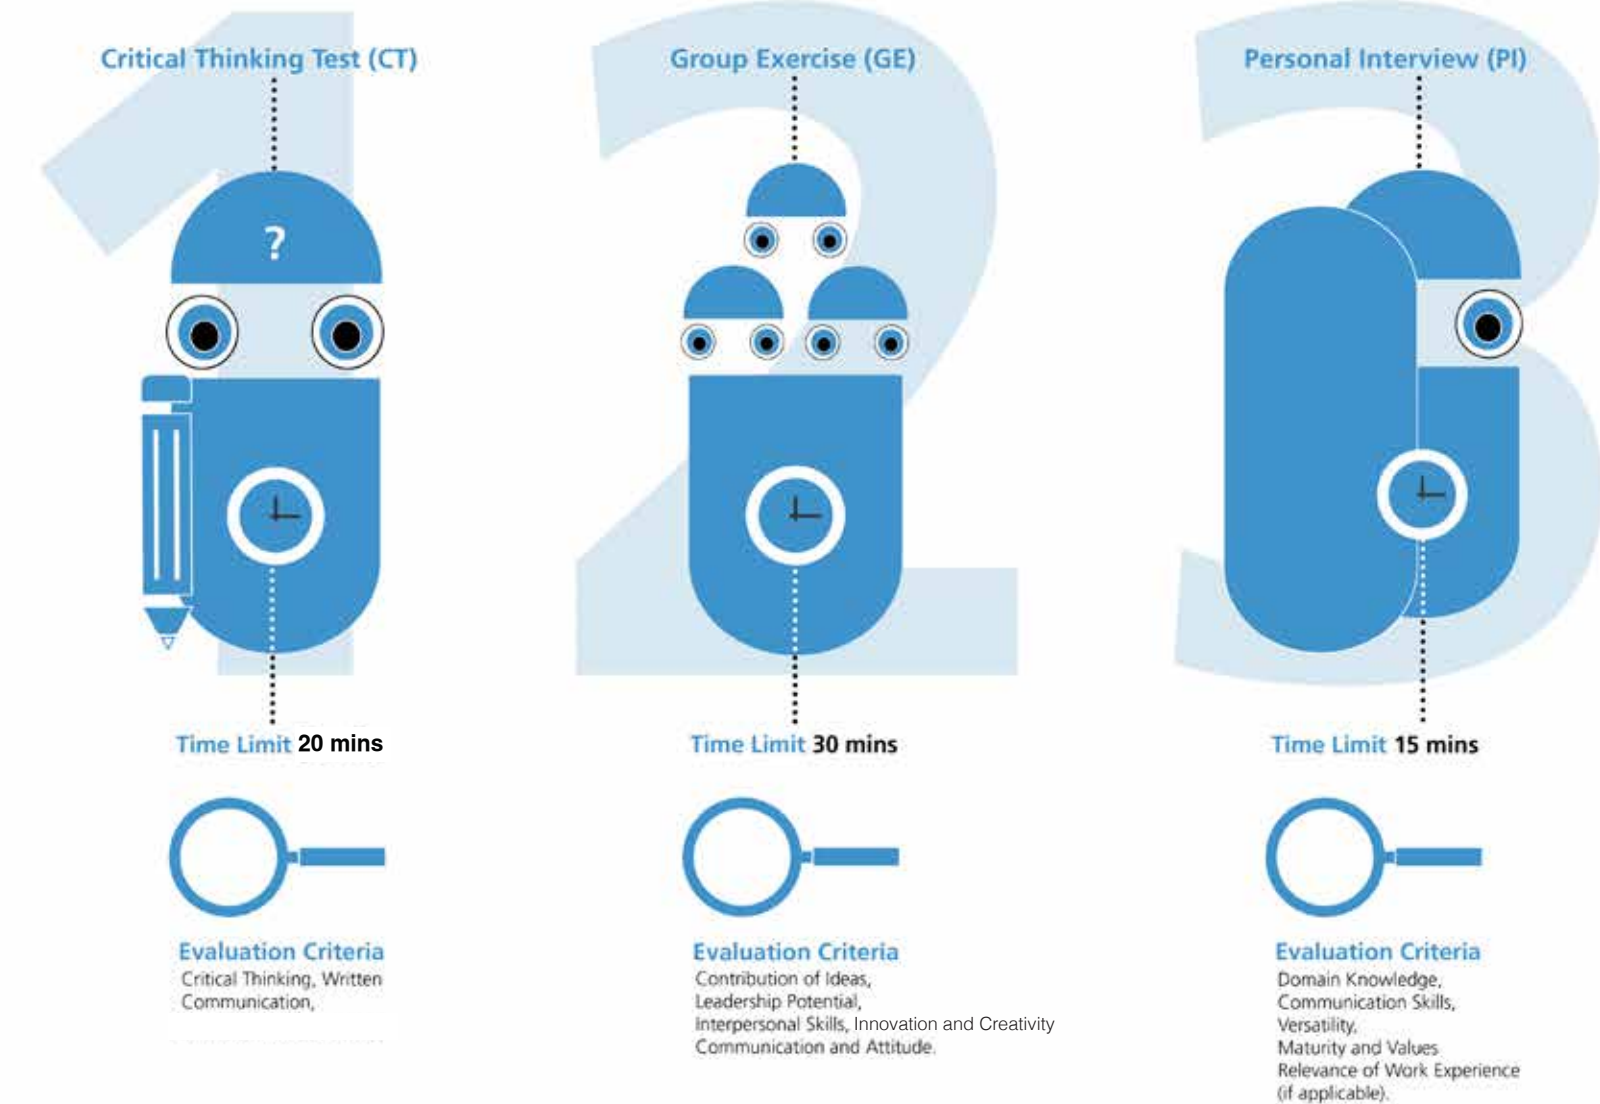 1
Critical Thinking Test (CT)
?
Time Limit 20 mins
Evaluation Criteria
Critical Thinking, Written
Communication,
2
Group Exercise (GE)
Time Limit 30 mins
Evaluation Criteria
Contribution of Ideas,
Leadership Potential,
Interpersonal Skills, Innovation and Creativity
Communication and Attitude.
3
Personal Interview (PI)
Time Limit 15 mins
Evaluation Criteria
Domain Knowledge,
Communication Skills,
Versatility,
Maturity and Values
Relevance of Work Experience
(if applicable).